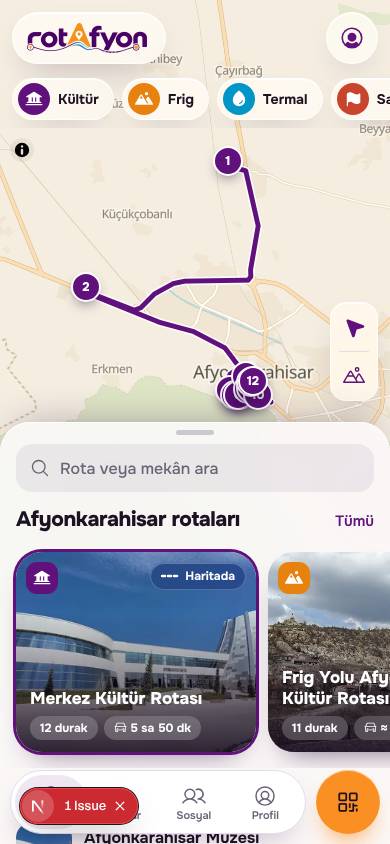 rotAfyon
Çayırbağ
Kültür
Frig
Termal
Beyya
1
Küçükçobanlı
2
Erkmen
12
Rota veya mekân ara
Afyonkarahisar rotaları
Tümü
Haritada
Merkez Kültür Rotası
12 durak
5 sa 50 dk
Frig Yolu Afy
Kültür Rotası
11 durak
≈
N
1 Issue
Sosyal
Profil
Afyonkarahisar Müzesi